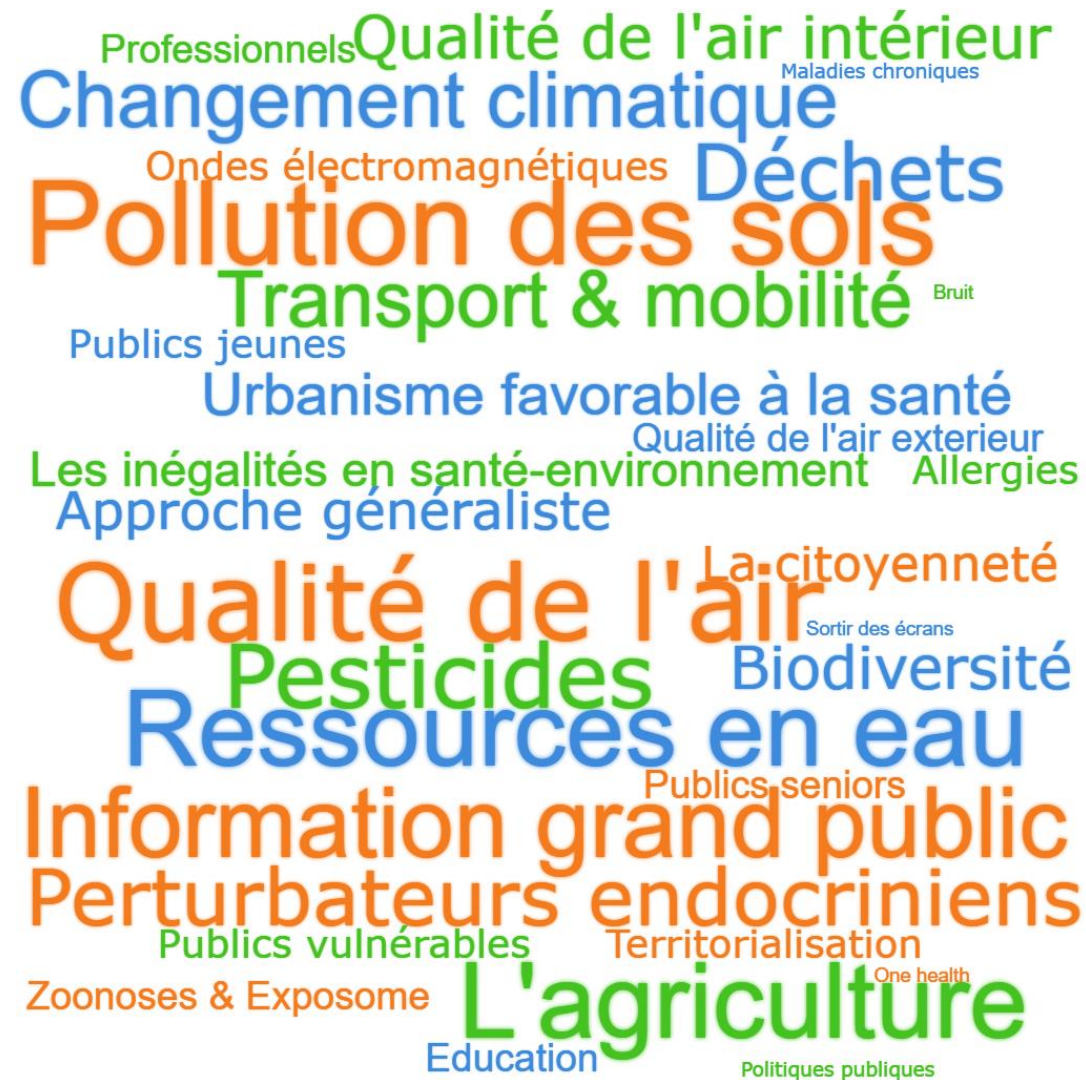 Professionnels
Qualité de l'air intérieur
Maladies chroniques
Changement climatique
Ondes électromagnétiques
Déchets
Pollution des sols
Transport & mobilité
Bruit
Publics jeunes
Urbanisme favorable à la santé
Qualité de l'air exterieur
Les inégalités en santé-environnement
Allergies
Approche généraliste
La citoyenneté
Qualité de l'air
Sortir des écrans
Pesticides
Biodiversité
Ressources en eau
Publics seniors
Information grand public
Perturbateurs endocriniens
Publics vulnérables
Territorialisation
One health
Zoonoses & Exposome
L'agriculture
Education
Politiques publiques